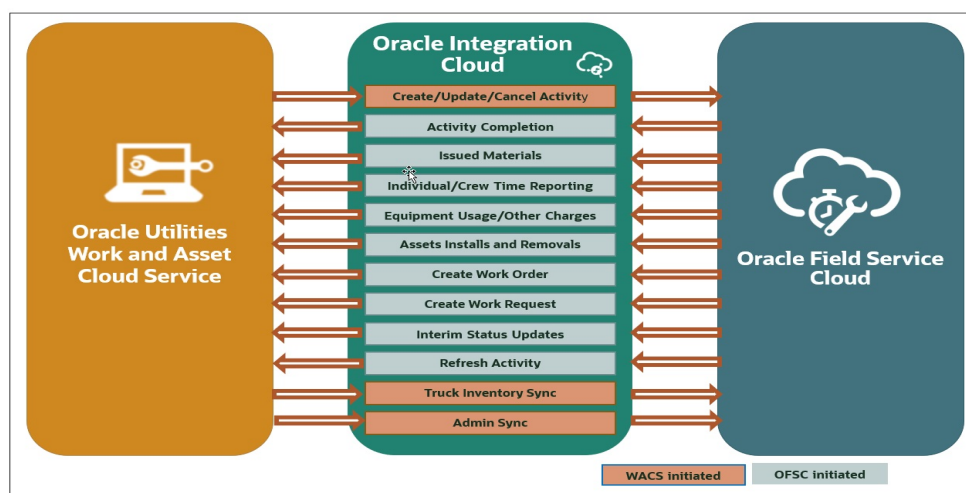 Oracle Utilities
Work and Asset
Cloud Service
Oracle Integration
Cloud
Create/Update/Cancel Activity
Activity Completion
Issued Materials
Individual/Crew Time Reporting
Equipment Usage/Other Charges
Assets Installs and Removals
Create Work Order
Create Work Request
Interim Status Updates
Refresh Activity
Truck Inventory Sync
Admin Sync
Oracle Field Service
Cloud
WACS initiated
OFSC initiated